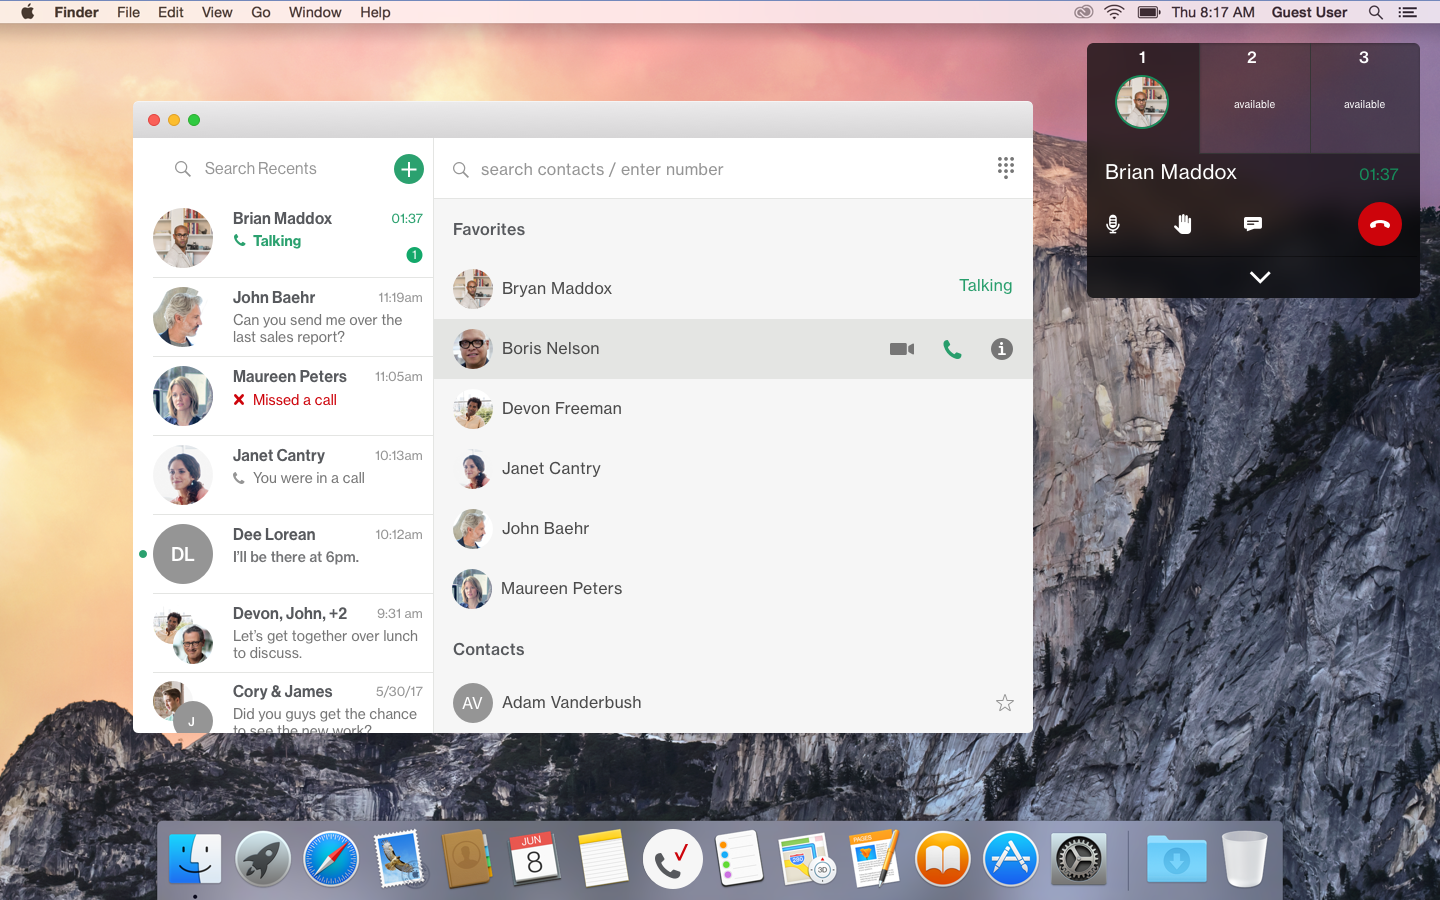 Finder File Edit View Go Window Help
Thu 8:17 AM Guest User
1 2 3
available available
Brian Maddox 01:37
Search Recents
search contacts / enter number
Brian Maddox 01:37
Talking
1
John Baehr 11:19am
Can you send me over the
last sales report?
Maureen Peters 11:05am
Missed a call
Janet Cantry 10:13am
You were in a call
DL
Dee Lorean 10:12am
I'll be there at 6pm.
Devon, John, +2 9:31 am
Let's get together over lunch
to discuss.
Cory & James 5/30/17
J
Did you guys get the chance
to see the new work?
Favorites
Bryan Maddox Talking
Boris Nelson
Devon Freeman
Janet Cantry
John Baehr
Maureen Peters
Contacts
AV Adam Vanderbush
JUN
8
280
3D
PAGES